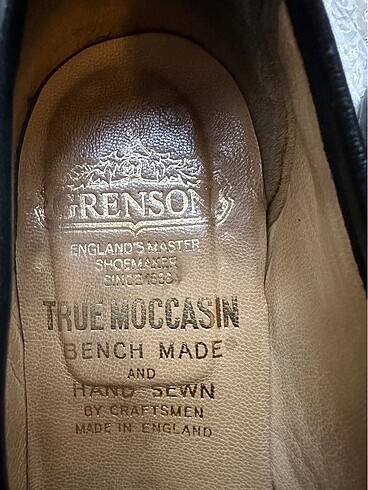 GRENSON
ENGLAND'S MASTER
SHOEMAKER
SINCE 1866
TRUE MOCCASIN
BENCH MADE
AND
HAND SEWN
BY CRAFTSMEN
MADE IN ENGLAND